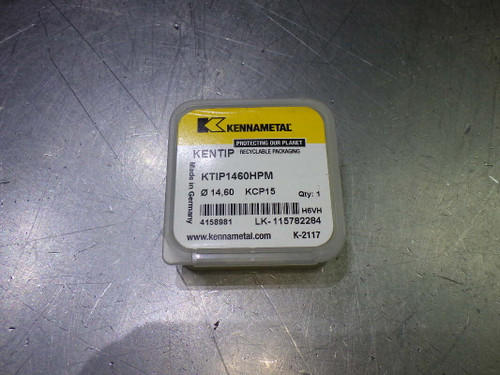 KENNAMETAL
PROTECTING OUR PLANET
KENTIP RECYCLABLE PACKAGING
Made in Germany
KTIP1460HPM
Ø 14,60 KCP15 Qty: 1
H6VH
4158981 LK-115782284
www.kennametal.com K-2117